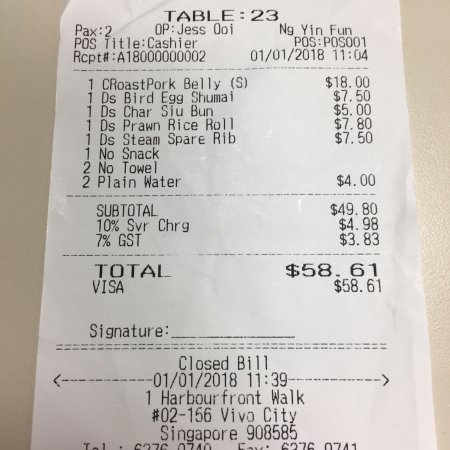 TABLE:23
Pax:2 OP:Jess Ooi Ng Yin Fun
POS Title:Cashier POS:POS001
Rcpt#:A18000000002 01/01/2018 11:04
1 CRoastPork Belly (S) $18.00
1 Ds Bird Egg Shumai $7.50
1 Ds Char Siu Bun $5.00
1 Ds Prawn Rice Roll $7.80
1 Ds Steam Spare Rib $7.50
1 No Snack
2 No Towel
2 Plain Water $4.00
SUBTOTAL $49.80
10% Svr Chrg $4.98
7% GST $3.83
TOTAL $58.61
VISA $58.61
Signature:
Closed Bill
01/01/2018 11:39
1 Harbourfront Walk
#02-156 Vivo City
Singapore 908585
Tel : 6376 0740 Fax: 6376 0741